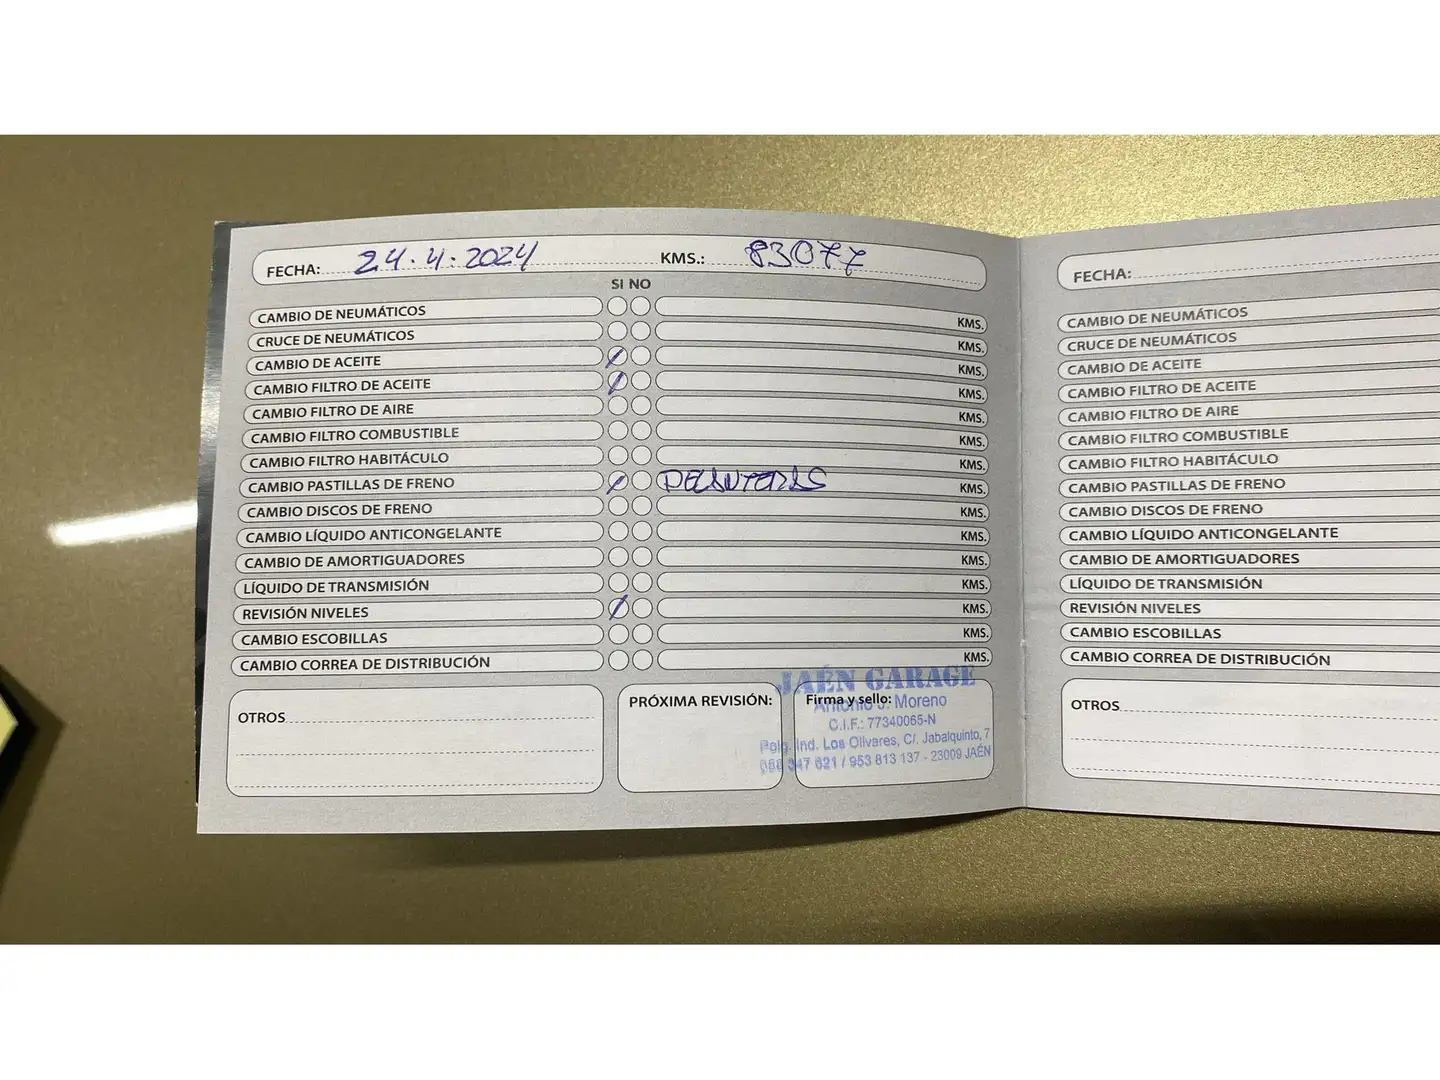 FECHA: 24.4.2024 KMS.: 83077
SI NO
CAMBIO DE NEUMÁTICOS KMS.
CRUCE DE NEUMÁTICOS KMS.
CAMBIO DE ACEITE / KMS.
CAMBIO FILTRO DE ACEITE / KMS.
CAMBIO FILTRO DE AIRE KMS.
CAMBIO FILTRO COMBUSTIBLE KMS.
CAMBIO FILTRO HABITÁCULO KMS.
CAMBIO PASTILLAS DE FRENO / DELANTERAS KMS.
CAMBIO DISCOS DE FRENO KMS.
CAMBIO LÍQUIDO ANTICONGELANTE KMS.
CAMBIO DE AMORTIGUADORES KMS.
LÍQUIDO DE TRANSMISIÓN KMS.
REVISIÓN NIVELES / KMS.
CAMBIO ESCOBILLAS KMS.
CAMBIO CORREA DE DISTRIBUCIÓN KMS.
OTROS
PRÓXIMA REVISIÓN:
Firma y sello:
JAÉN GARAGE
Antonio J. Moreno
C.I.F.: 77340065-N
Polg. Ind. Los Olivares, C/. Jabalquinto, 7
347 621 / 953 813 137 - 23009 JAÉN
FECHA:
CAMBIO DE NEUMÁTICOS
CRUCE DE NEUMÁTICOS
CAMBIO DE ACEITE
CAMBIO FILTRO DE ACEITE
CAMBIO FILTRO DE AIRE
CAMBIO FILTRO COMBUSTIBLE
CAMBIO FILTRO HABITÁCULO
CAMBIO PASTILLAS DE FRENO
CAMBIO DISCOS DE FRENO
CAMBIO LÍQUIDO ANTICONGELANTE
CAMBIO DE AMORTIGUADORES
LÍQUIDO DE TRANSMISIÓN
REVISIÓN NIVELES
CAMBIO ESCOBILLAS
CAMBIO CORREA DE DISTRIBUCIÓN
OTROS